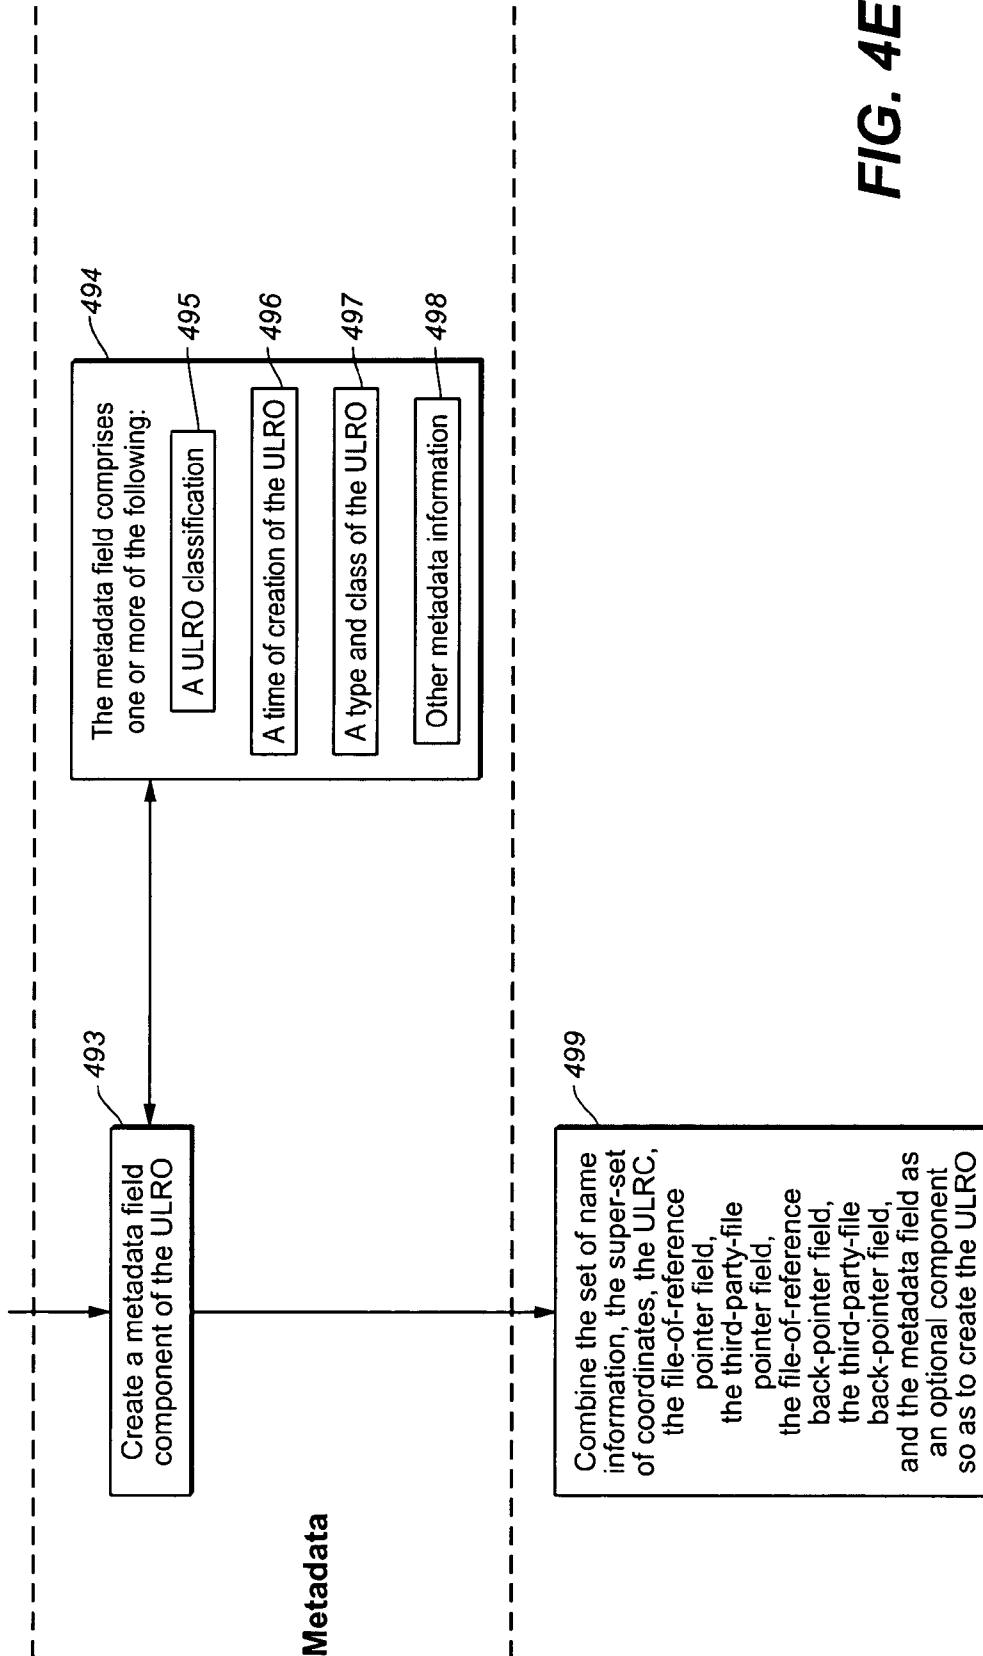 Metadata
493
Create a metadata field
component of the ULRO
494
The metadata field comprises
one or more of the following:
495
A ULRO classification
496
A time of creation of the ULRO
497
A type and class of the ULRO
498
Other metadata information
499
Combine the set of name
information, the super-set
of coordinates, the ULRC,
the file-of-reference
pointer field,
the third-party-file
pointer field,
the file-of-reference
back-pointer field,
the third-party-file
back-pointer field,
and the metadata field as
an optional component
so as to create the ULRO
FIG. 4E